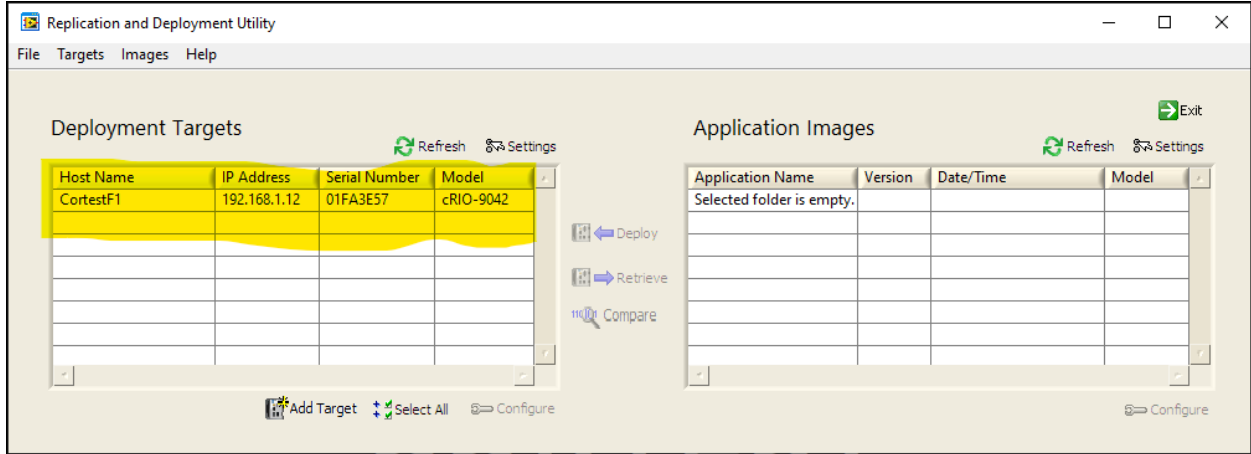 Replication and Deployment Utility
File Targets Images Help
Exit
Deployment Targets
Refresh Settings
Application Images
Refresh Settings
Host Name IP Address Serial Number Model
CortestF1 192.168.1.12 01FA3E57 cRIO-9042
Application Name Version Date/Time Model
Selected folder is empty.
Deploy
Retrieve
Compare
Add Target Select All Configure
Configure